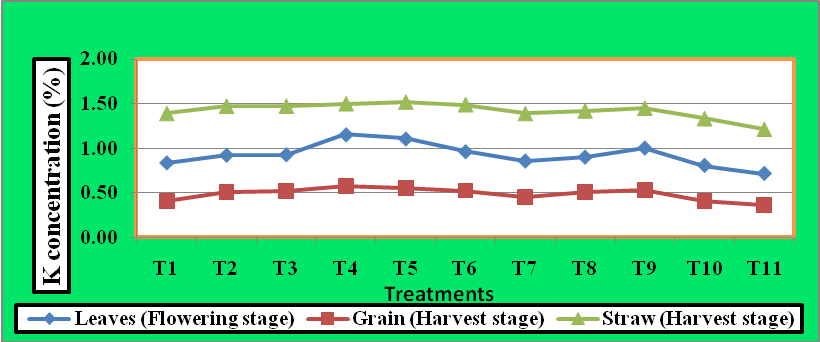 2.00
1.50
1.00
0.50
0.00
K concentration (%)
T1 T2 T3 T4 T5 T6 T7 T8 T9 T10 T11
Treatments
Leaves (Flowering stage) Grain (Harvest stage) Straw (Harvest stage)